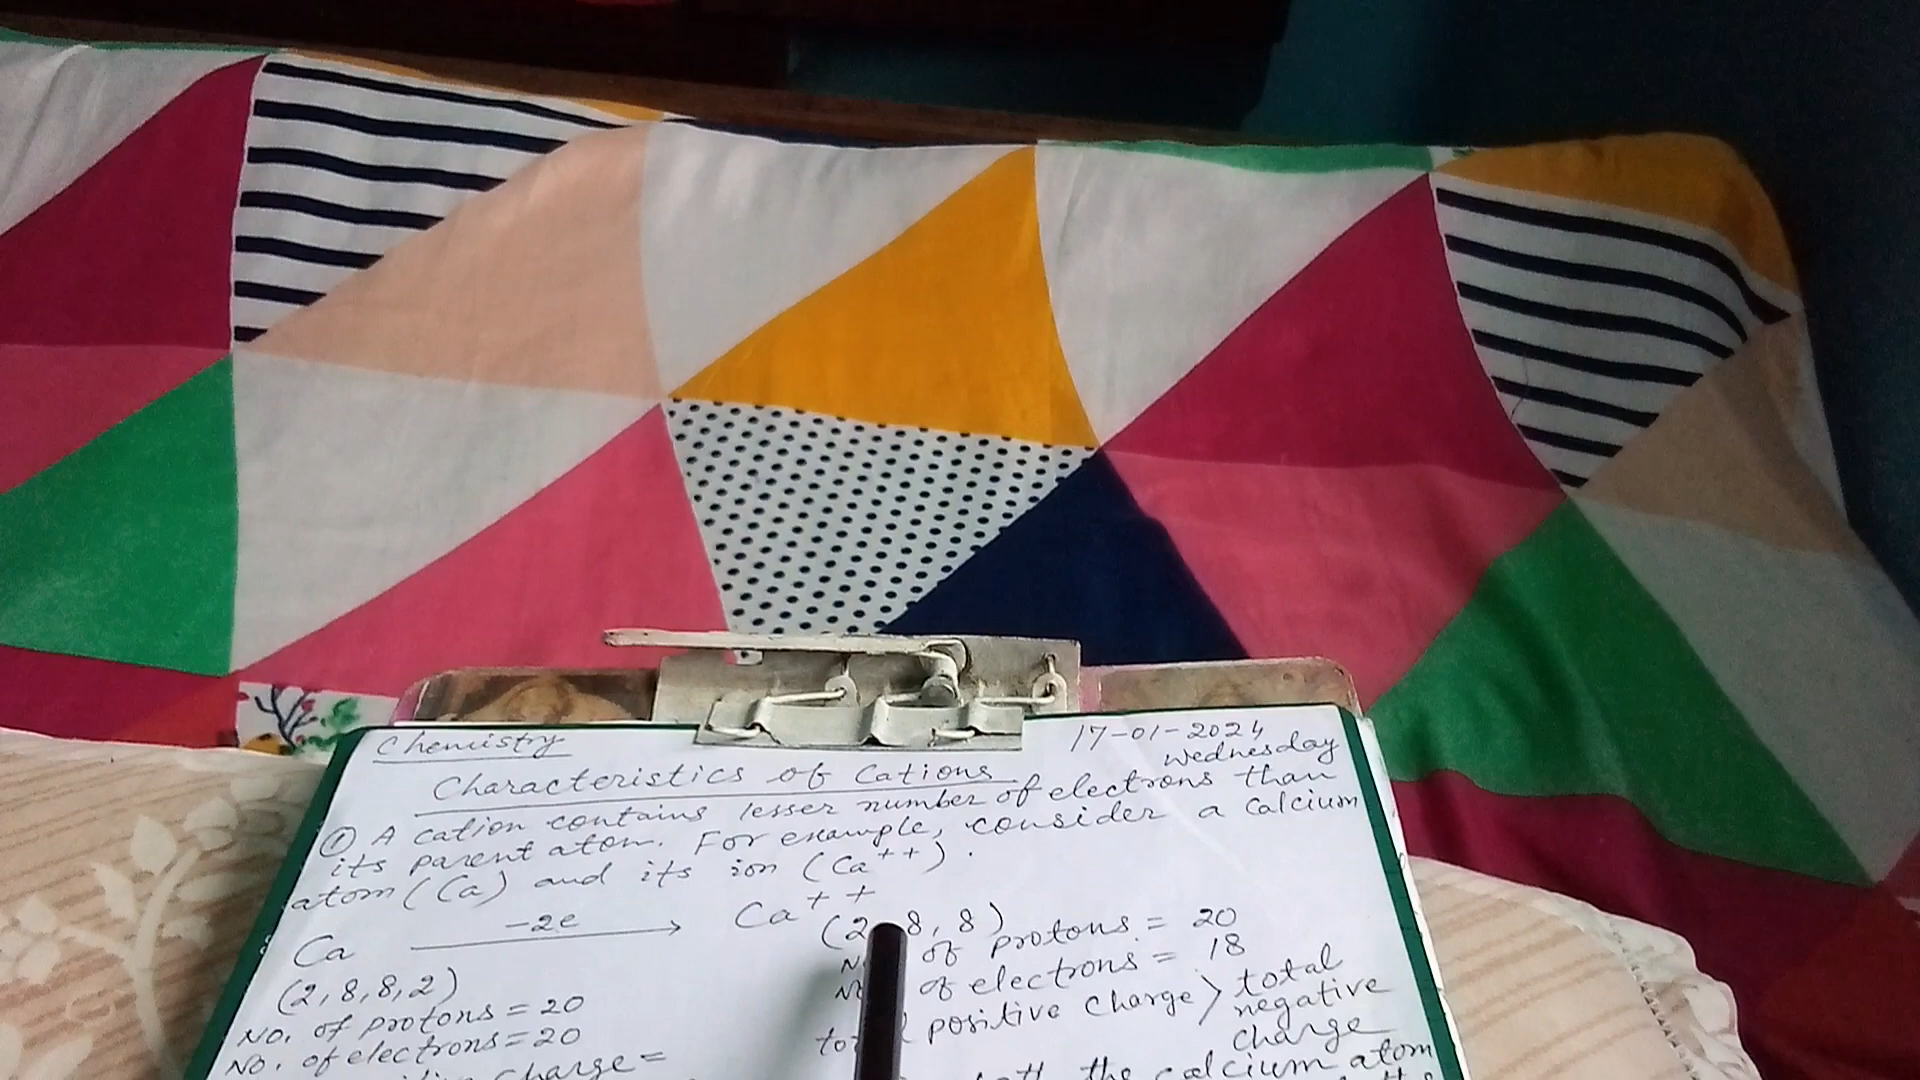 Chemistry
17-01-2024
Wednesday
Characteristics of Cations
① A cation contains lesser number of electrons than
its parent atom. For example, consider a calcium
atom (Ca) and its ion (Ca++).
Ca -2e → Ca++
(2,8,8,2)
(2, 8, 8)
No. of protons = 20
No. of electrons = 20
charge =
of protons = 20
of electrons = 18
positive charge > total
negative
charge
the calcium atom